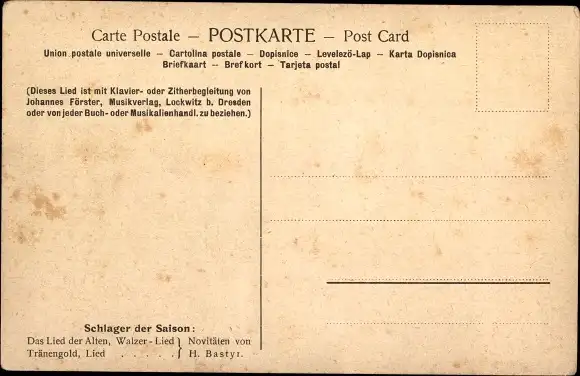 Carte Postale — POSTKARTE — Post Card
Union postale universelle — Cartolina postale — Dopisnice — Levelező-Lap — Karta Dopisnica
Briefkaart -- Brefkort -- Tarjeta postal
(Dieses Lied ist mit Klavier- oder Zitherbegleitung von
Johannes Förster, Musikverlag, Lockwitz b. Dresden
oder von jeder Buch- oder Musikalienhandl. zu beziehen.)
Schlager der Saison:
Das Lied der Alten, Walzer-Lied } Novitäten von
Tränengold, Lied . . . . . } H. Bastyr.